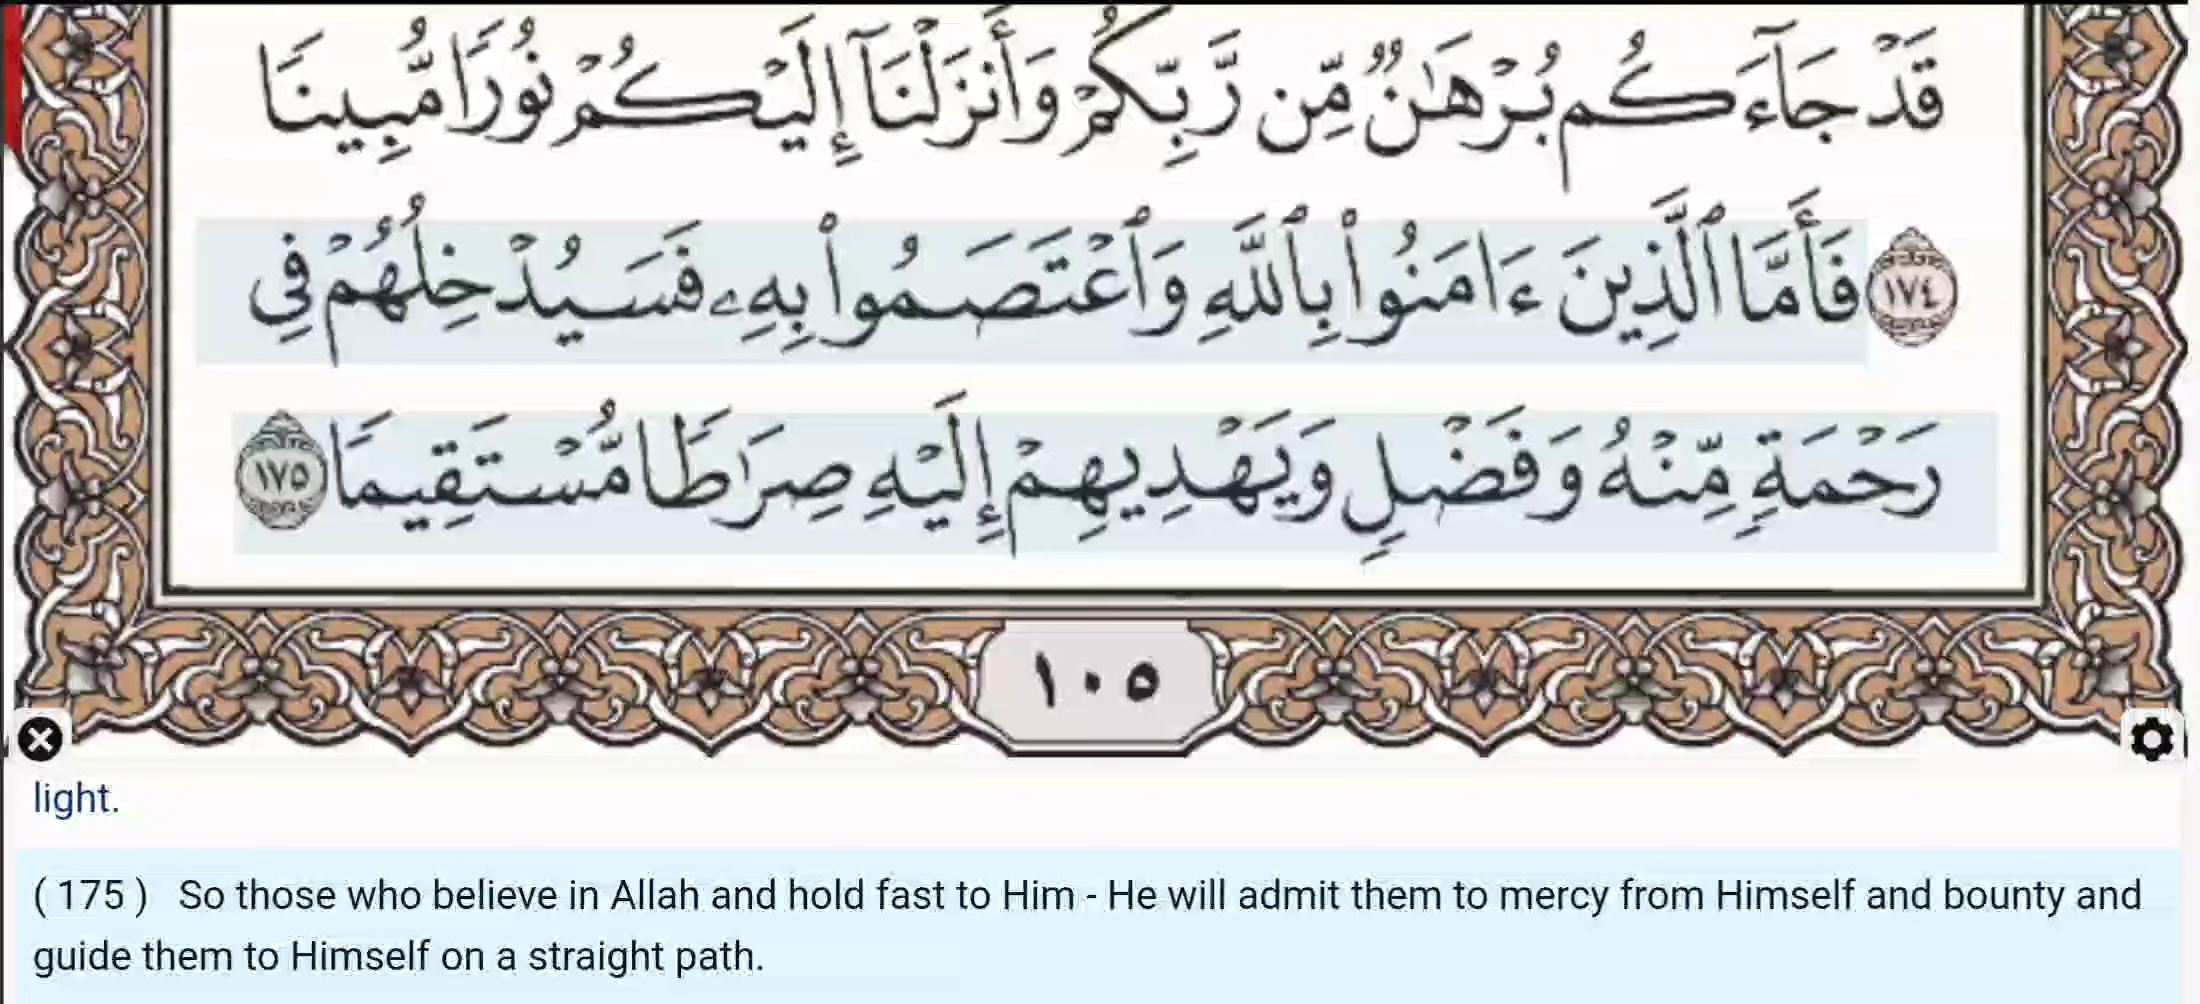 قَدْ جَآءَكُم بُرْهَـٰنٌ مِّن رَّبِّكُمْ وَأَنزَلْنَآ إِلَيْكُمْ نُورًا مُّبِينًا
١٧٤ فَأَمَّا ٱلَّذِينَ ءَامَنُوا۟ بِٱللَّهِ وَٱعْتَصَمُوا۟ بِهِۦ فَسَيُدْخِلُهُمْ فِى
رَحْمَةٍ مِّنْهُ وَفَضْلٍ وَيَهْدِيهِمْ إِلَيْهِ صِرَٰطًا مُّسْتَقِيمًا ١٧٥
١٠٥
light.
( 175 ) So those who believe in Allah and hold fast to Him - He will admit them to mercy from Himself and bounty and
guide them to Himself on a straight path.